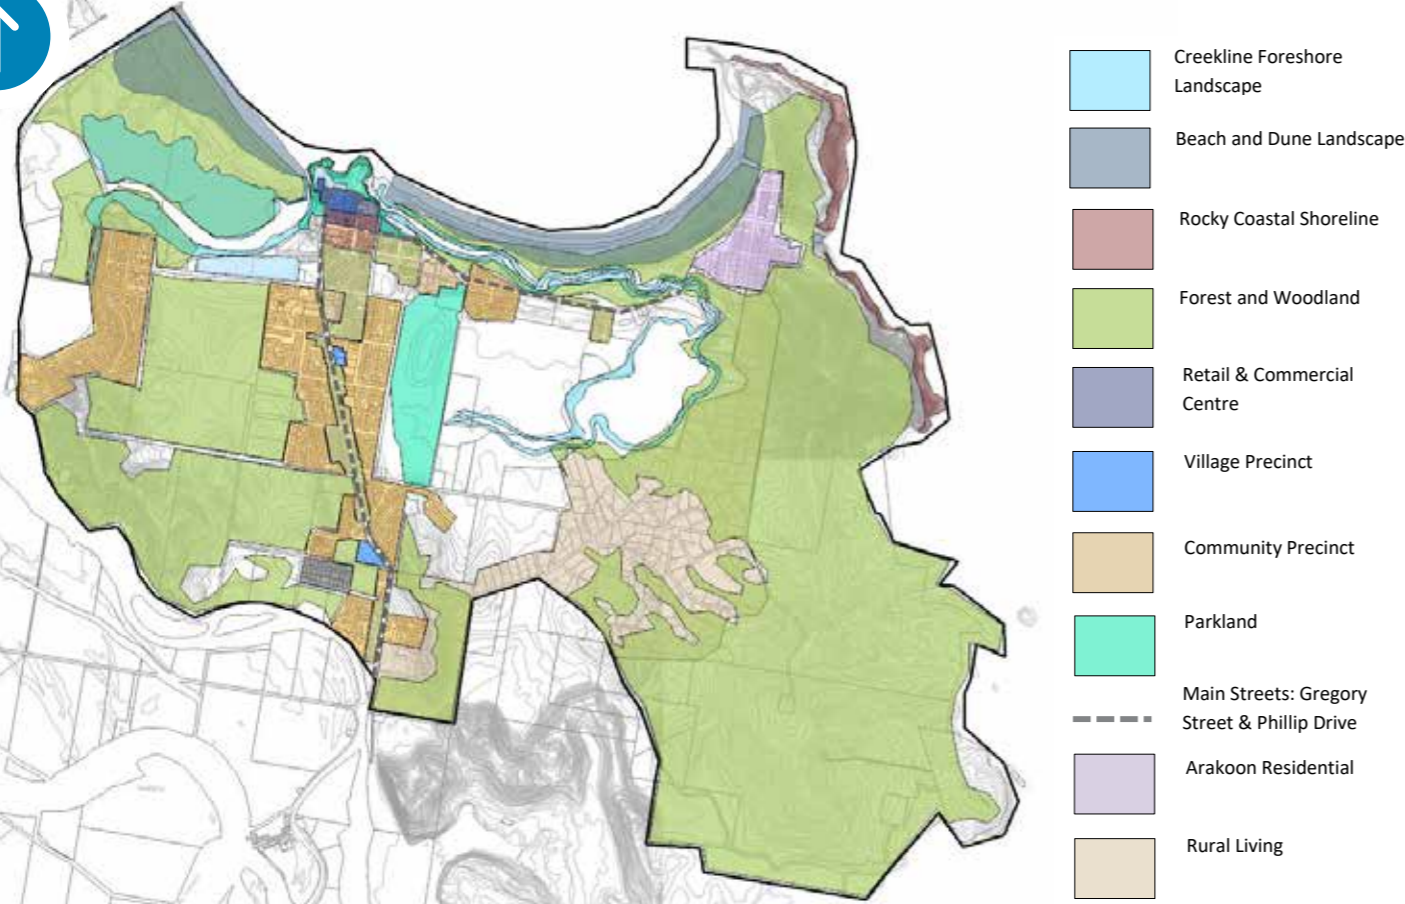 Creekline Foreshore
Landscape
Beach and Dune Landscape
Rocky Coastal Shoreline
Forest and Woodland
Retail & Commercial
Centre
Village Precinct
Community Precinct
Parkland
Main Streets: Gregory
Street & Phillip Drive
Arakoon Residential
Rural Living